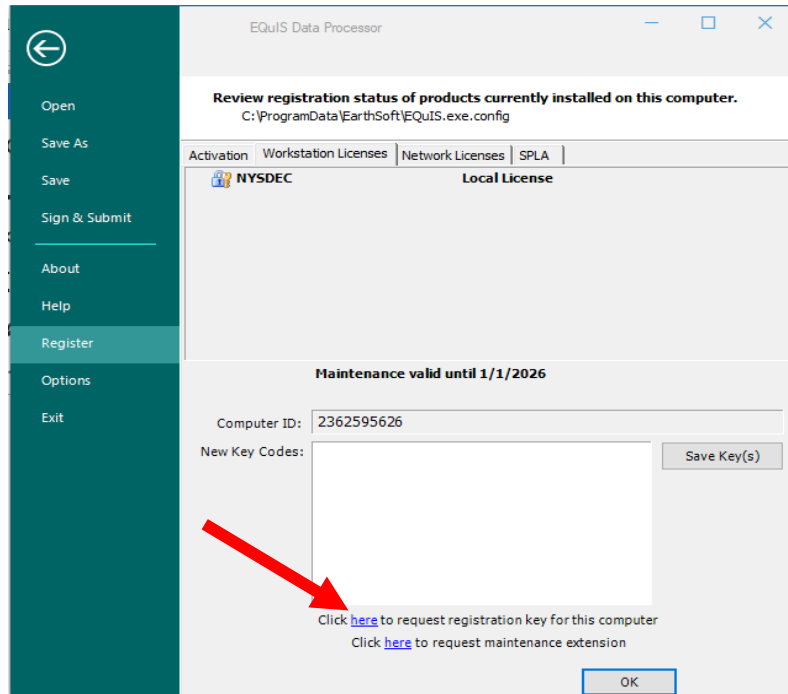 EQuIS Data Processor
Open
Save As
Save
Sign & Submit
About
Help
Register
Options
Exit
Review registration status of products currently installed on this computer.
C:\ProgramData\EarthSoft\EQuIS.exe.config
Activation Workstation Licenses Network Licenses SPLA
NYSDEC Local License
Maintenance valid until 1/1/2026
Computer ID: 2362595626
New Key Codes: Save Key(s)
Click here to request registration key for this computer
Click here to request maintenance extension
OK